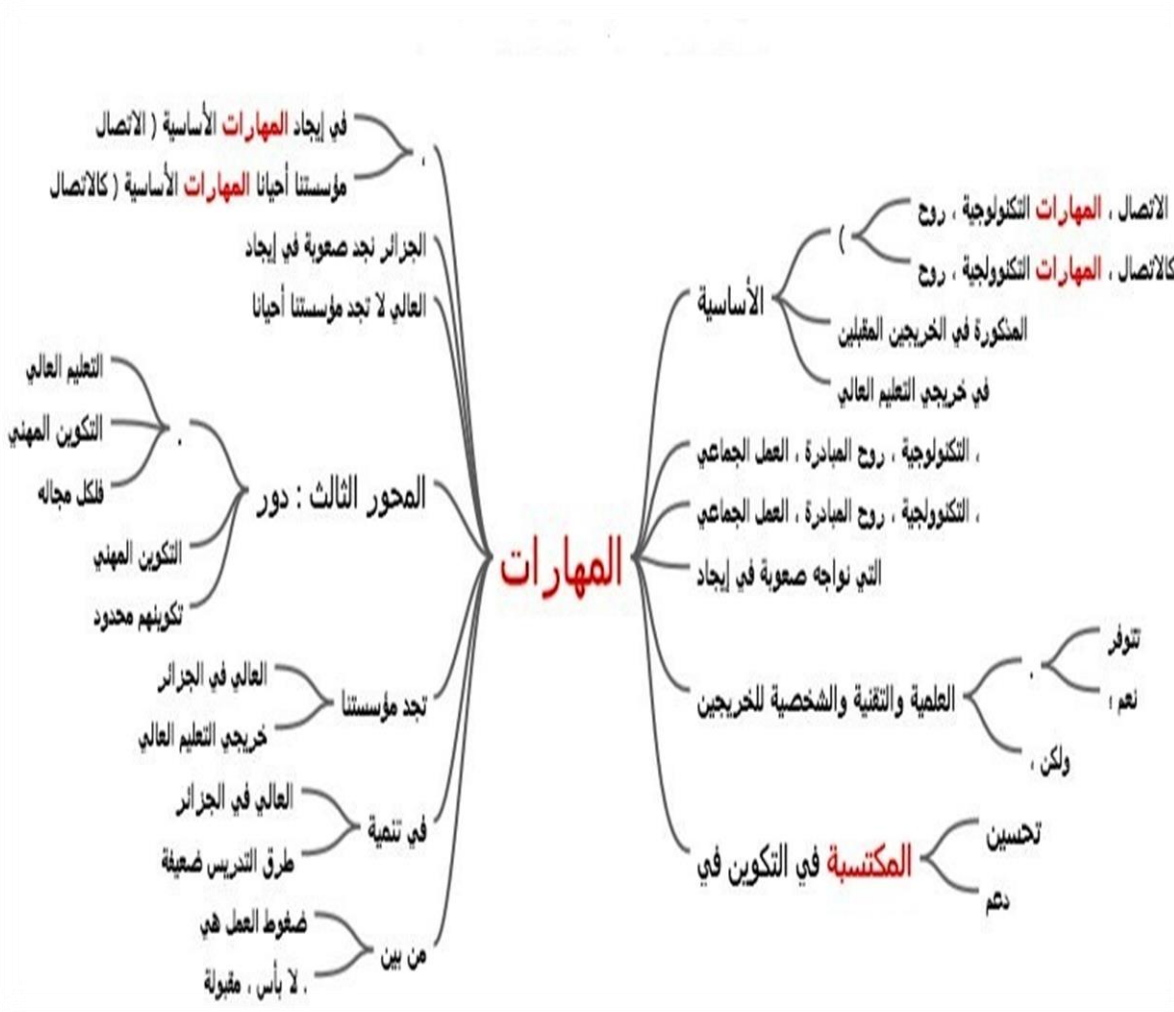 في إيجاد المهارات الأساسية ( الاتصال
مؤسستنا أحيانا المهارات الأساسية ( كالاتصال
.
الجزائر نجد صعوبة في إيجاد
العالي لا تجد مؤسستنا أحيانا
التعليم العالي
التكوين المهني
فلكل مجاله
.
التكوين المهني
تكوينهم محدود
المحور الثالث : دور
العالي في الجزائر
خريجي التعليم العالي
تجد مؤسستنا
العالي في الجزائر
طرق التدريس ضعيفة
في تنمية
ضغوط العمل هي
. لا بأس ، مقبولة
من بين
المهارات
الاتصال ، المهارات التكنولوجية ، روح
كالاتصال ، المهارات التكنوولجية ، روح
)
المذكورة في الخريجين المقبلين
في خريجي التعليم العالي
الأساسية
، التكنولوجية ، روح المبادرة ، العمل الجماعي
، التكنوولجية ، روح المبادرة ، العمل الجماعي
التي نواجه صعوبة في إيجاد
تتوفر
نعم ؛
.
ولكن ،
العلمية والتقنية والشخصية للخريجين
تحسين
دعم
المكتسبة في التكوين في